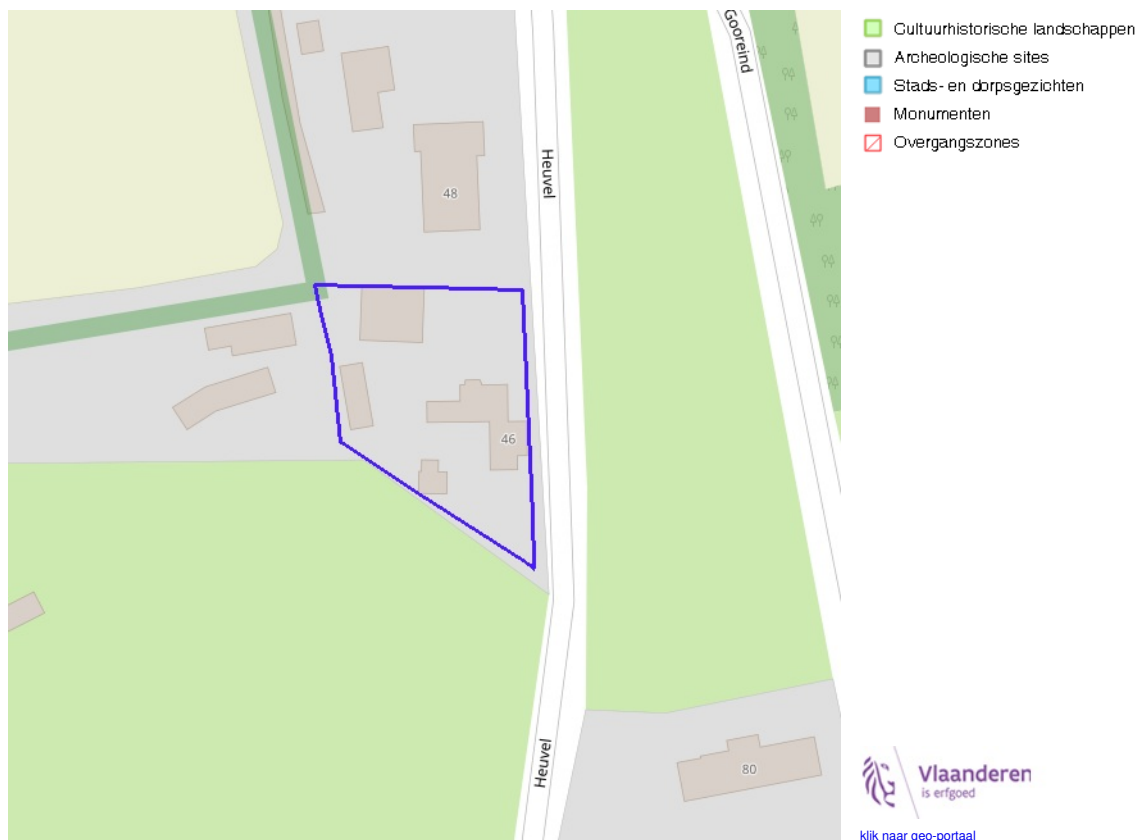 Gooreind
Heuvel
48
46
Heuvel
80
Cultuurhistorische landschappen
Archeologische sites
Stads- en dorpsgezichten
Monumenten
Overgangszones
Vlaanderen
is erfgoed
klik naar geo-portaal